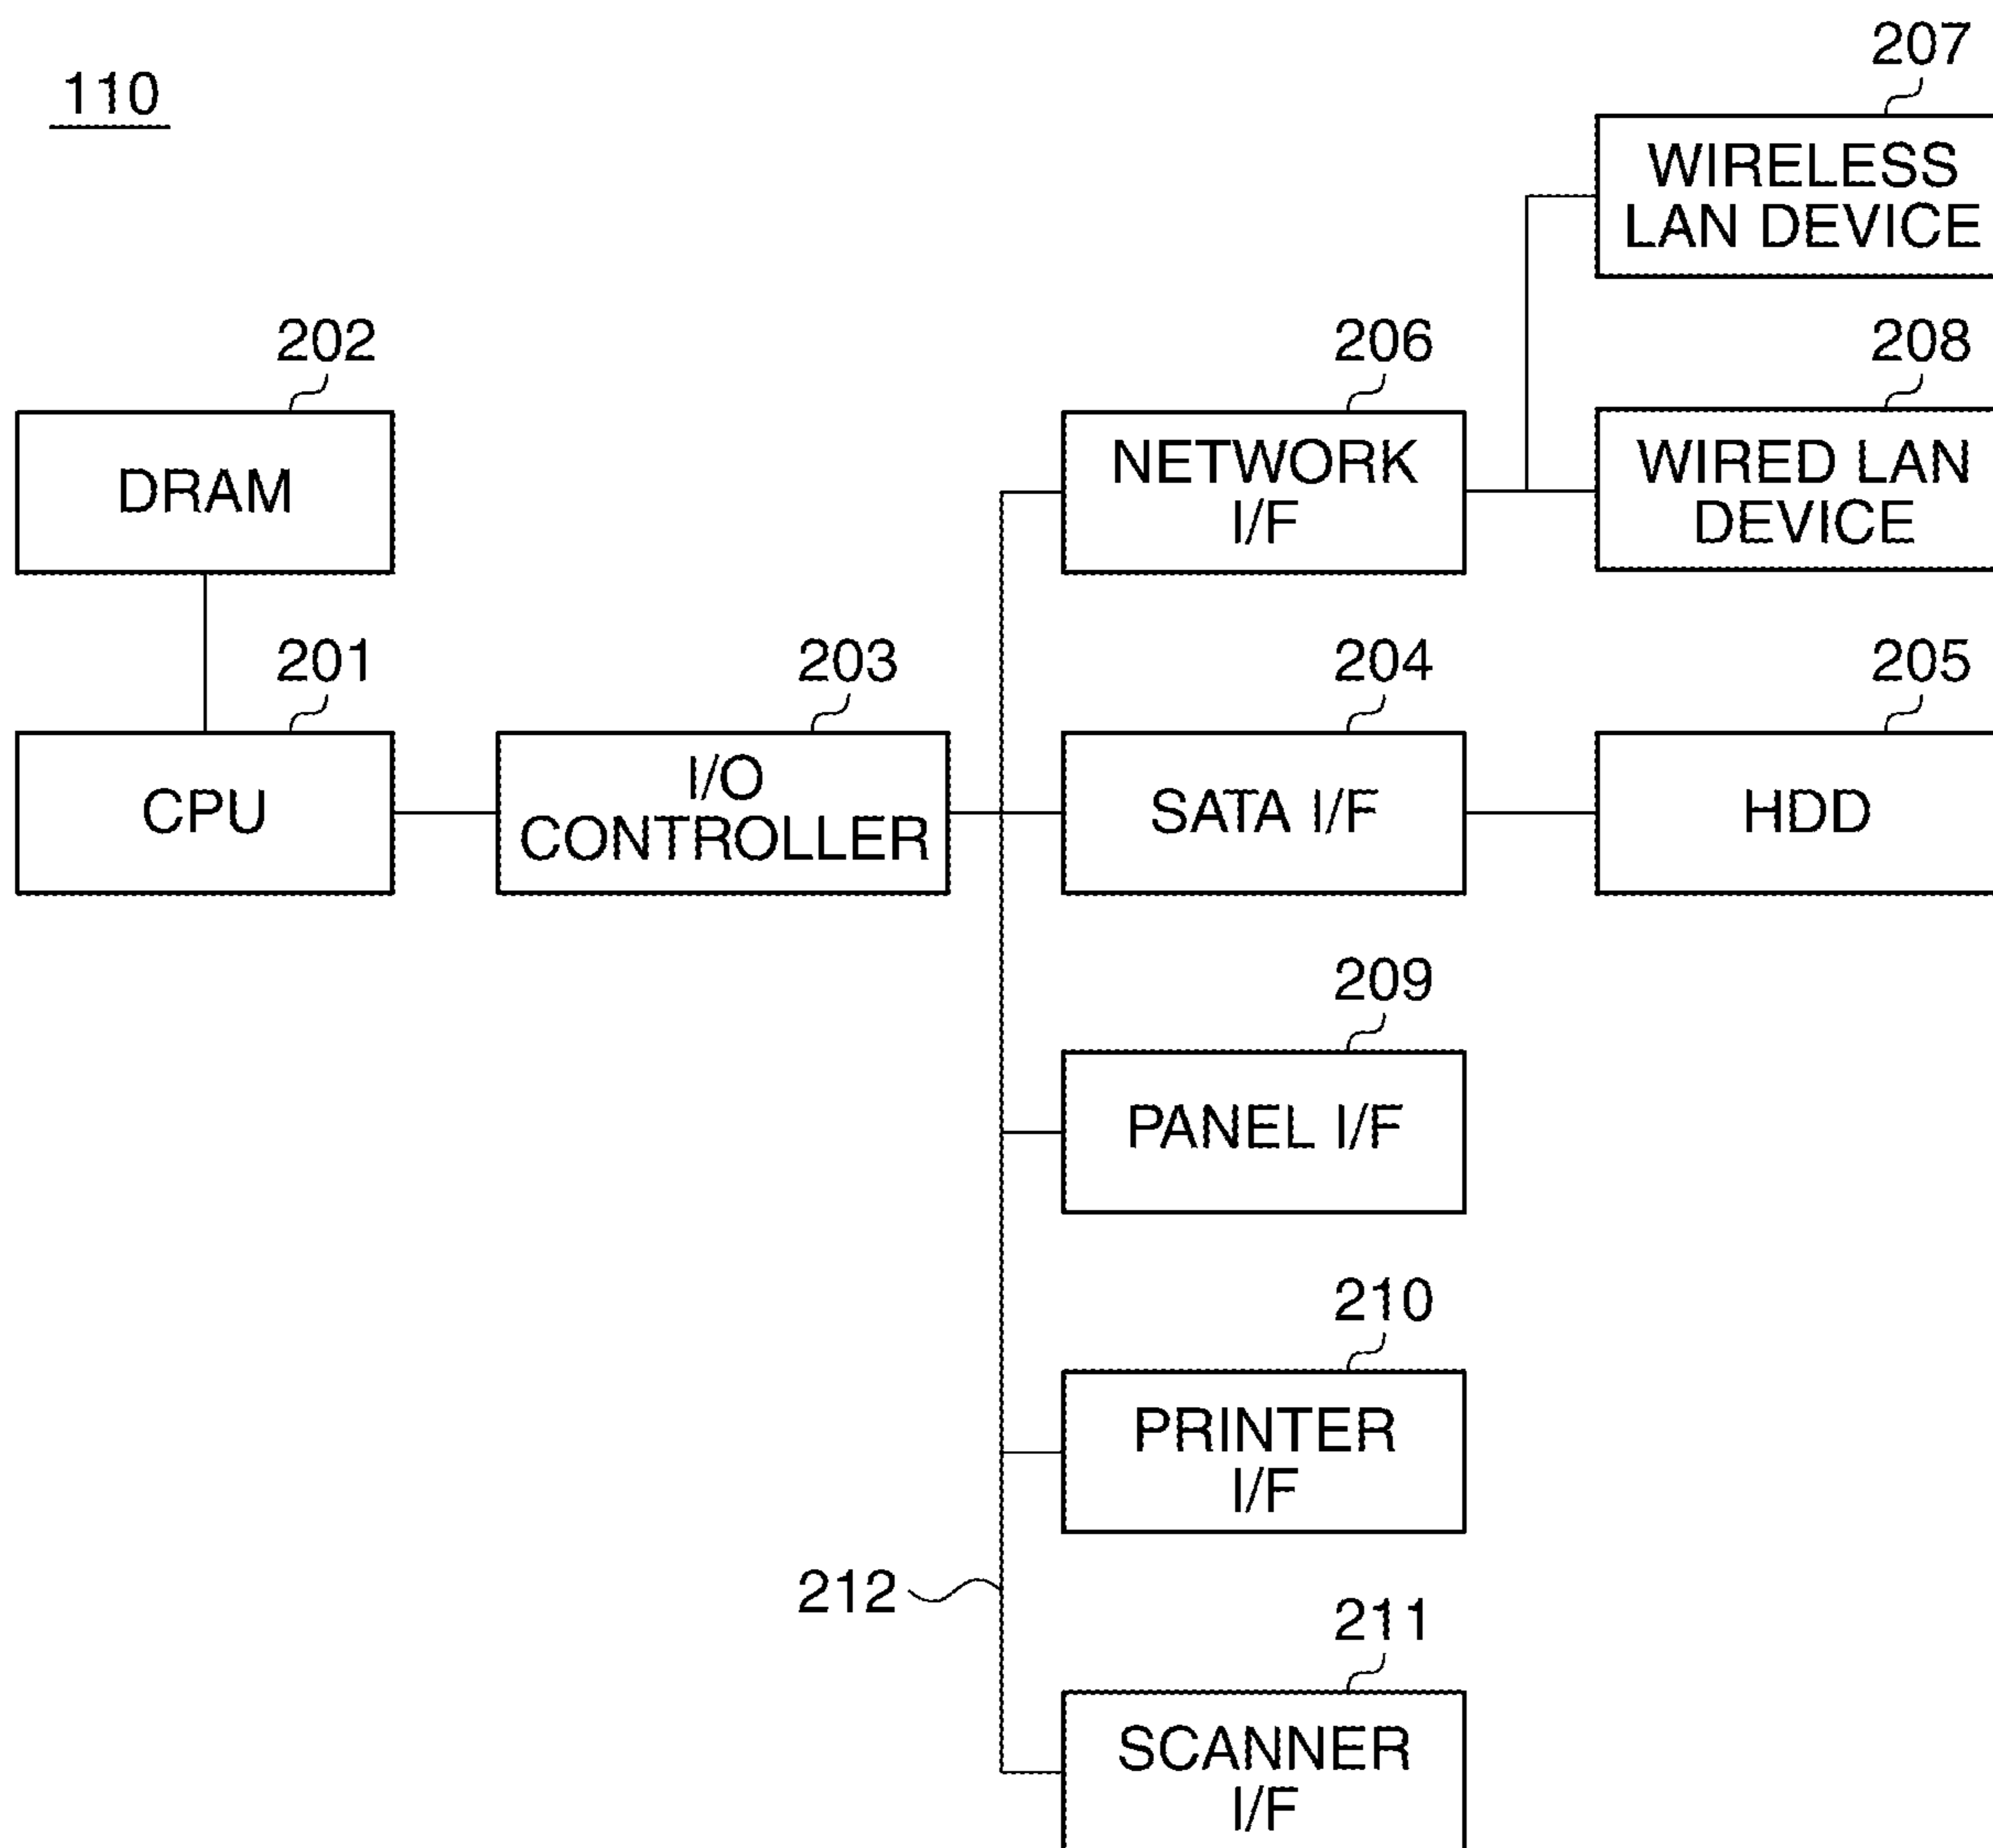 110
207
WIRELESS
LAN DEVICE
202
206
208
DRAM
NETWORK
I/F
WIRED LAN
DEVICE
201
203
204
205
CPU
I/O
CONTROLLER
SATA I/F
HDD
209
PANEL I/F
210
PRINTER
I/F
212
211
SCANNER
I/F